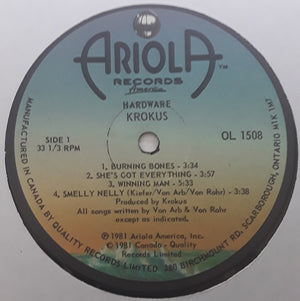 ARIOLA™
RECORDS
America
HARDWARE
KROKUS
SIDE 1
33 1/3 RPM
OL 1508
1. BURNING BONES - 3:34
2. SHE'S GOT EVERYTHING - 3:57
3. WINNING MAN - 5:33
4. SMELLY NELLY (Kiefer/Von Arb/Von Rohr) - 3:38
Produced by Krokus
All songs written by Von Arb & Von Rohr
except as indicated.
℗ 1981 Ariola America, Inc.
© 1981 Canada - Quality
Records Limited
MANUFACTURED IN CANADA BY QUALITY RECORDS LIMITED 380 BIRCHMOUNT RD. SCARBOROUGH, ONTARIO M1K 1M7